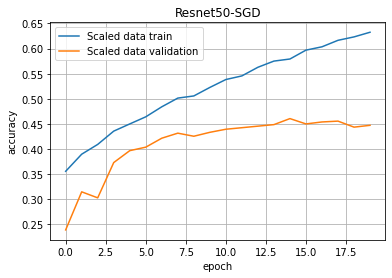 Resnet50-SGD
Scaled data train
Scaled data validation
accuracy
0.65
0.60
0.55
0.50
0.45
0.40
0.35
0.30
0.25
0.0 2.5 5.0 7.5 10.0 12.5 15.0 17.5
epoch